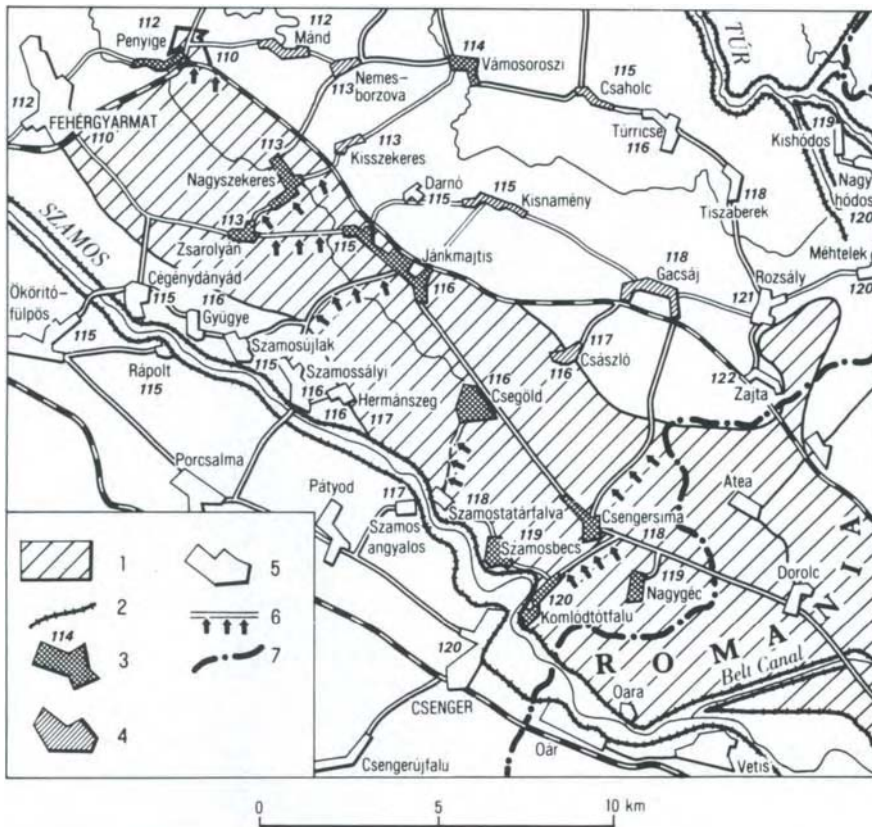 112
Penyige
110
112
Mánd
113
Nemes-
borzova
114
Vámosoroszi
115
Csaholc
Túrricse
116
TÚR
119
Kishódos
Nagy
hódos
120
112
FEHÉRGYARMAT
110
113
Nagyszekeres
113
Kisszekeres
Darnó
115
115
Kisnamény
118
Tiszaberek
Méhtelek
120
SZAMOS
113
Zsarolyán
115
Jánkmajtis
116
118
Gacsáj
Rozsály
121
Cégénydányád
115
116
Gyügye
Ököritó-
fülpös
115
Szamosújlak
115
Rápolt
115
Szamossályi
116
Hermánszeg
116
117
117
Császló
116
122
Zajta
116
Csegöld
Porcsalma
Pátyod
117
Szamos
angyalos
118
Szamostatárfalva
119
Szamosbecs
Csengersima
118
119
Nagygéc
Atea
Dorolc
120
Komlódtótfalu
ROMANIA
Belt Canal
120
CSENGER
Oara
Oár
Vetis
Csengerújfalu
1
2
114
3
4
5
6
7
0
5
10 km